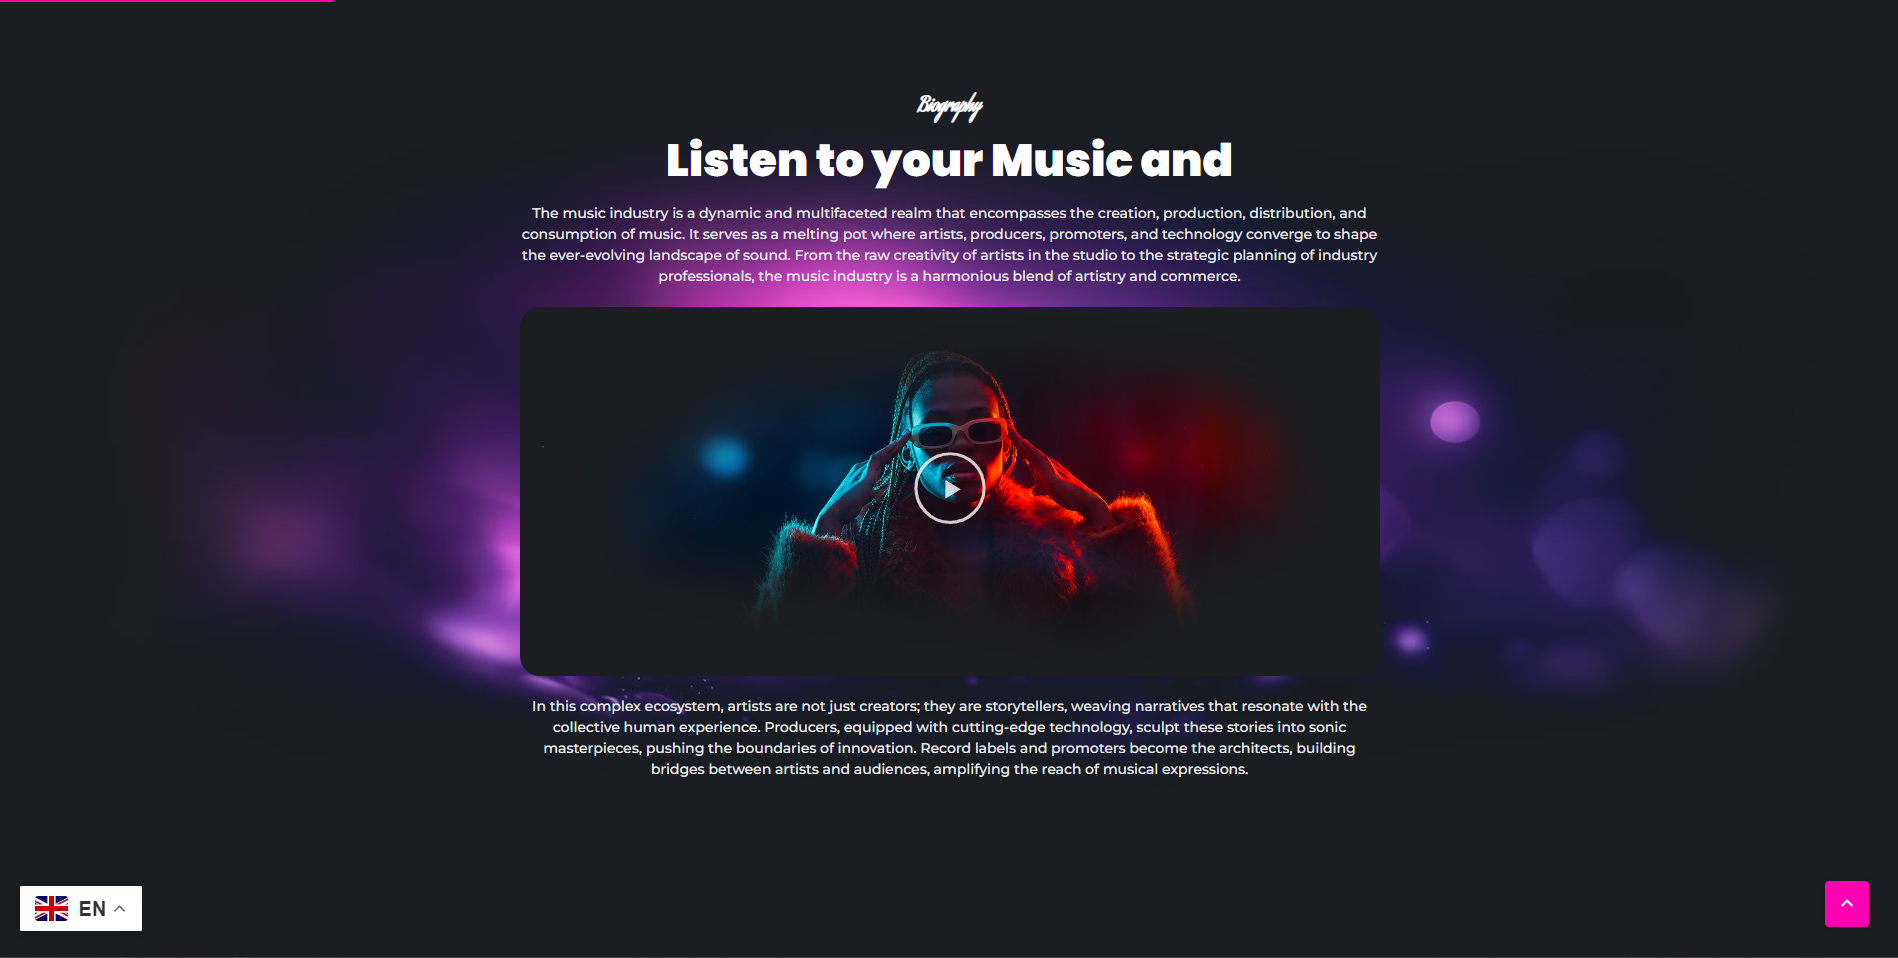 Biography
Listen to your Music and
The music industry is a dynamic and multifaceted realm that encompasses the creation, production, distribution, and
consumption of music. It serves as a melting pot where artists, producers, promoters, and technology converge to shape
the ever-evolving landscape of sound. From the raw creativity of artists in the studio to the strategic planning of industry
professionals, the music industry is a harmonious blend of artistry and commerce.
In this complex ecosystem, artists are not just creators; they are storytellers, weaving narratives that resonate with the
collective human experience. Producers, equipped with cutting-edge technology, sculpt these stories into sonic
masterpieces, pushing the boundaries of innovation. Record labels and promoters become the architects, building
bridges between artists and audiences, amplifying the reach of musical expressions.
EN